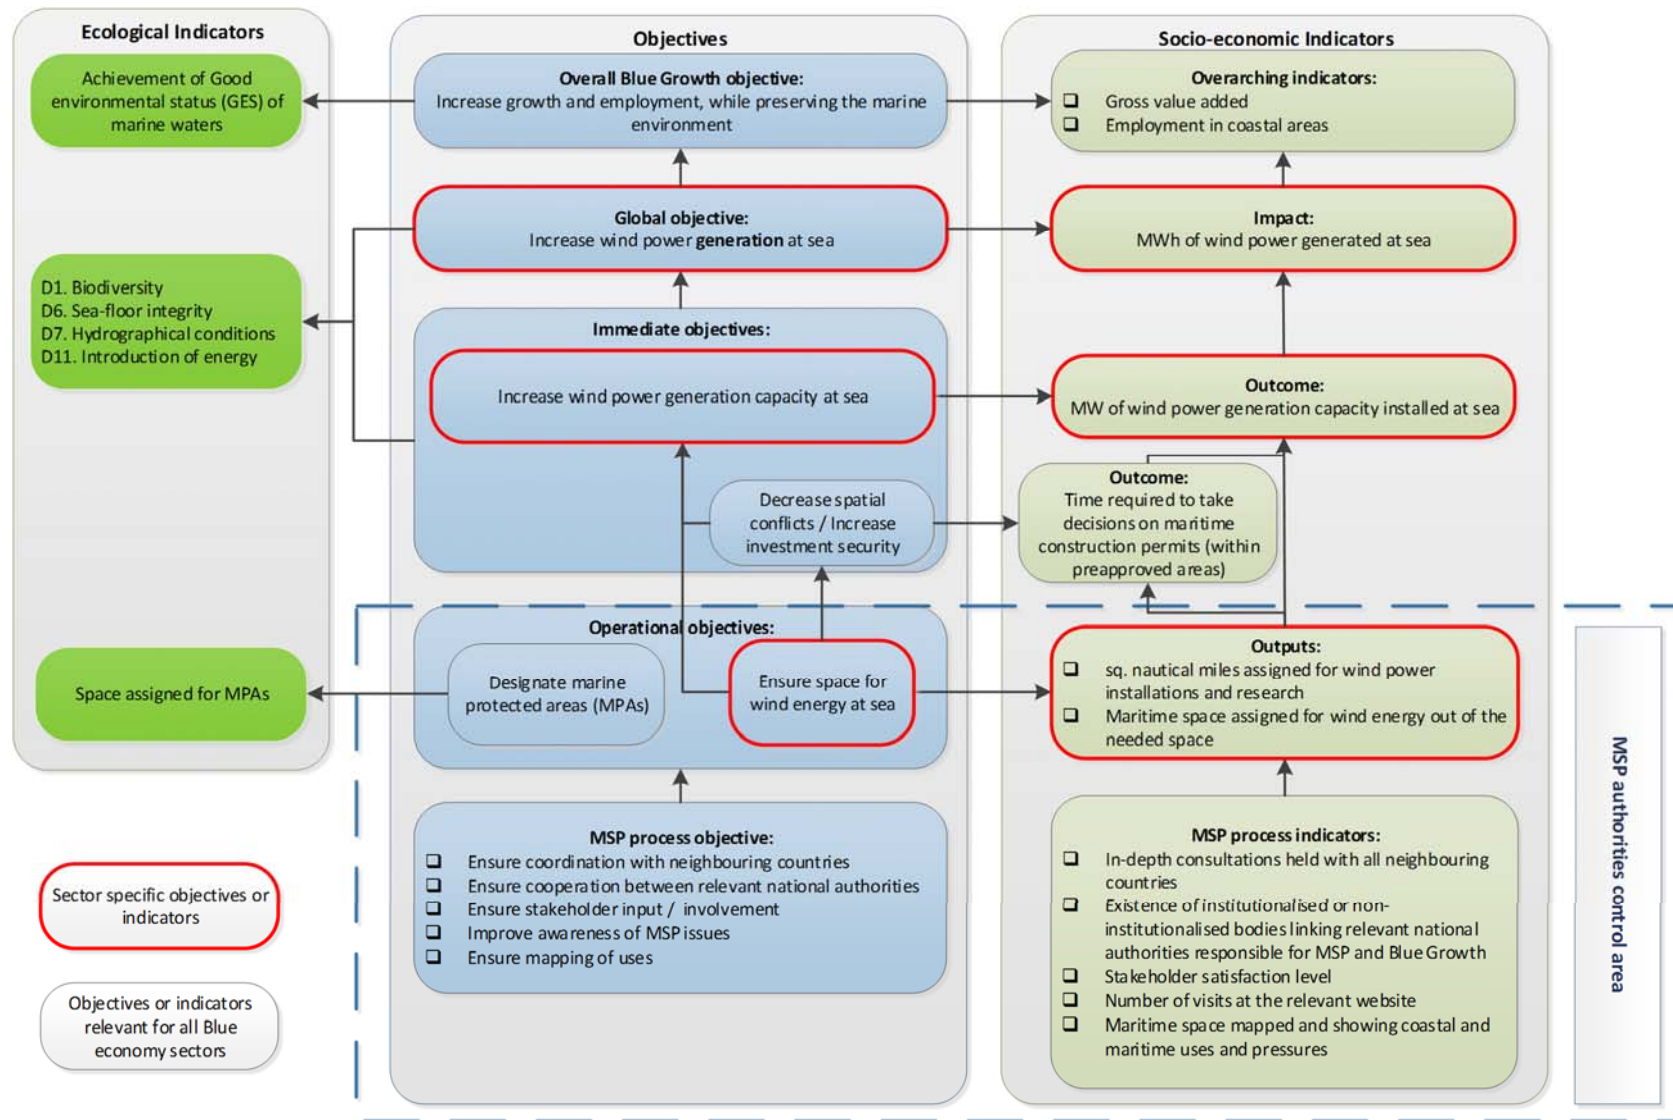 Ecological Indicators
Achievement of Good
environmental status (GES) of
marine waters
D1. Biodiversity
D6. Sea-floor integrity
D7. Hydrographical conditions
D11. Introduction of energy
Space assigned for MPAs
Sector specific objectives or
indicators
Objectives or indicators
relevant for all Blue
economy sectors
Objectives
Overall Blue Growth objective:
Increase growth and employment, while preserving the marine
environment
Global objective:
Increase wind power generation at sea
Immediate objectives:
Increase wind power generation capacity at sea
Decrease spatial
conflicts / Increase
investment security
Operational objectives:
Designate marine
protected areas (MPAs)
Ensure space for
wind energy at sea
MSP process objective:
Ensure coordination with neighbouring countries
Ensure cooperation between relevant national authorities
Ensure stakeholder input / involvement
Improve awareness of MSP issues
Ensure mapping of uses
Socio-economic Indicators
Overarching indicators:
Gross value added
Employment in coastal areas
Impact:
MWh of wind power generated at sea
Outcome:
MW of wind power generation capacity installed at sea
Outcome:
Time required to take
decisions on maritime
construction permits (within
preapproved areas)
Outputs:
sq. nautical miles assigned for wind power
installations and research
Maritime space assigned for wind energy out of the
needed space
MSP process indicators:
In-depth consultations held with all neighbouring
countries
Existence of institutionalised or non-
institutionalised bodies linking relevant national
authorities responsible for MSP and Blue Growth
Stakeholder satisfaction level
Number of visits at the relevant website
Maritime space mapped and showing coastal and
maritime uses and pressures
MSP authorities control area